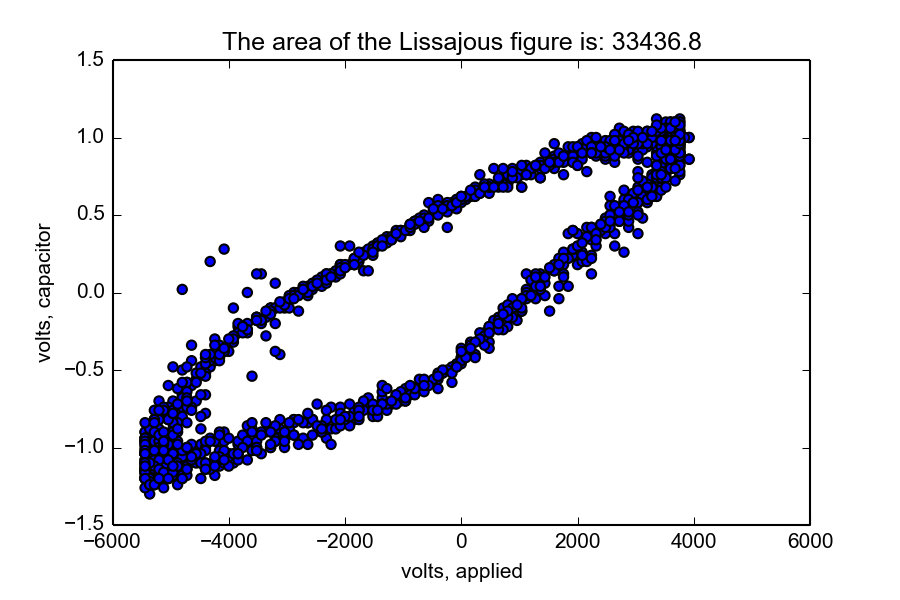 The area of the Lissajous figure is: 33436.8
1.5
1.0
0.5
0.0
−0.5
−1.0
−1.5
volts, capacitor
−6000 −4000 −2000 0 2000 4000 6000
volts, applied